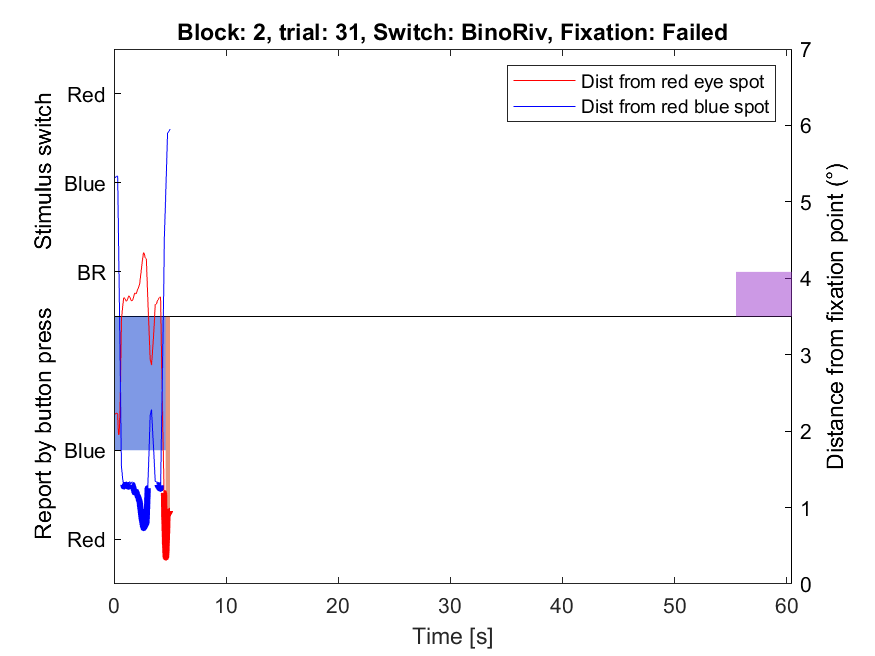 Block: 2, trial: 31, Switch: BinoRiv, Fixation: Failed
Dist from red eye spot
Dist from red blue spot
Stimulus switch
Red
Blue
BR
Report by button press
Blue
Red
7
6
5
4
3
2
1
0
Distance from fixation point (°)
0 10 20 30 40 50 60
Time [s]